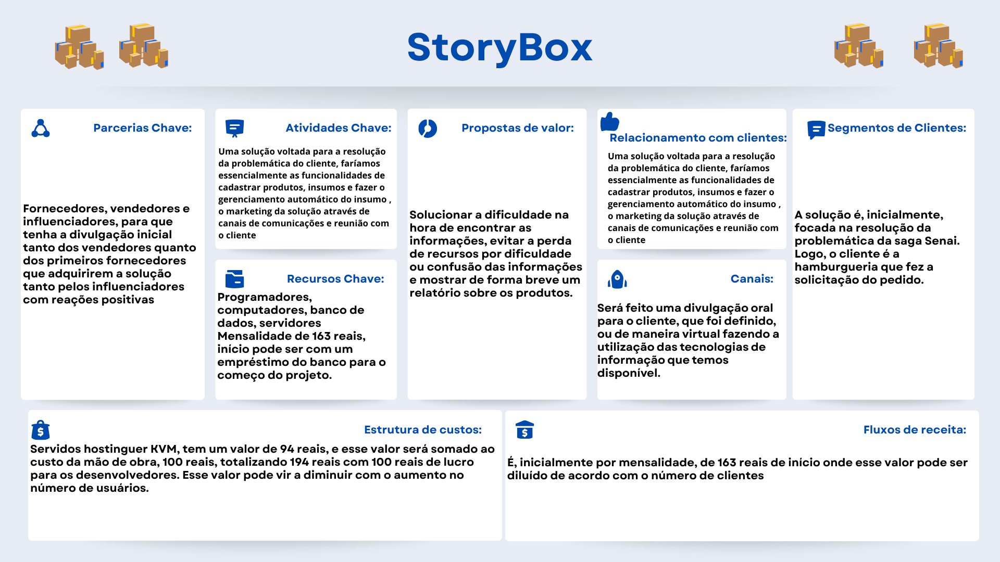 StoryBox
Parcerias Chave:
Fornecedores, vendedores e
influenciadores, para que
tenha a divulgação inicial
tanto dos vendedores quanto
dos primeiros fornecedores
que adquirirem a solução
tanto pelos influenciadores
com reações positivas
Atividades Chave:
Uma solução voltada para a resolução
da problemática do cliente, faríamos
essencialmente as funcionalidades de
cadastrar produtos, insumos e fazer o
gerenciamento automático do insumo ,
o marketing da solução através de
canais de comunicações e reunião com
o cliente
Recursos Chave:
Programadores,
computadores, banco de
dados, servidores
Mensalidade de 163 reais,
início pode ser com um
empréstimo do banco para o
começo do projeto.
Propostas de valor:
Solucionar a dificuldade na
hora de encontrar as
informações, evitar a perda
de recursos por dificuldade
ou confusão das informações
e mostrar de forma breve um
relatório sobre os produtos.
Relacionamento com clientes:
Uma solução voltada para a resolução
da problemática do cliente, faríamos
essencialmente as funcionalidades de
cadastrar produtos, insumos e fazer o
gerenciamento automático do insumo ,
o marketing da solução através de
canais de comunicações e reunião com
o cliente
Canais:
Será feito uma divulgação oral
para o cliente, que foi definido,
ou de maneira virtual fazendo a
utilização das tecnologias de
informação que temos
disponível.
Segmentos de Clientes:
A solução é, inicialmente,
focada na resolução da
problemática da saga Senai.
Logo, o cliente é a
hamburgueria que fez a
solicitação do pedido.
Estrutura de custos:
Servidos hostinguer KVM, tem um valor de 94 reais, e esse valor será somado ao
custo da mão de obra, 100 reais, totalizando 194 reais com 100 reais de lucro
para os desenvolvedores. Esse valor pode vir a diminuir com o aumento no
número de usuários.
Fluxos de receita:
É, inicialmente por mensalidade, de 163 reais de início onde esse valor pode ser
diluído de acordo com o número de clientes